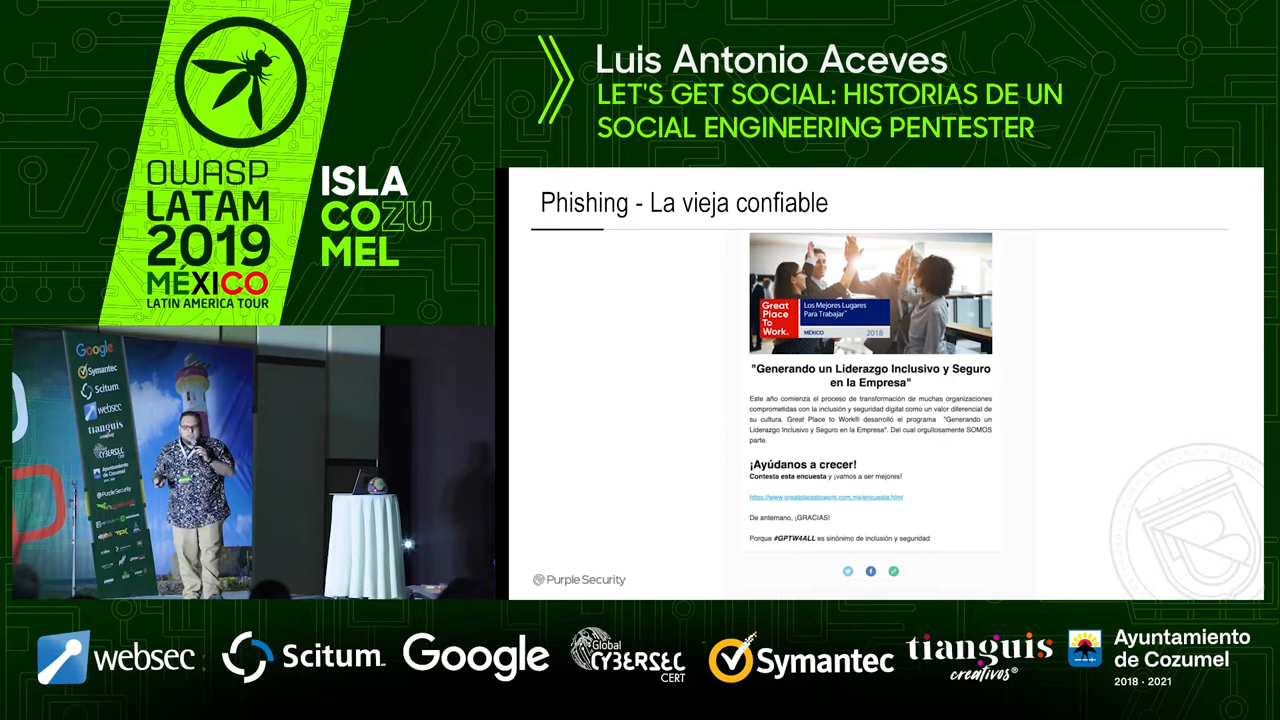 OWASP
LATAM
2019
MÉXICO
LATIN AMERICA TOUR
ISLA
COZU
MEL
Luis Antonio Aceves
LET'S GET SOCIAL: HISTORIAS DE UN
SOCIAL ENGINEERING PENTESTER
Phishing - La vieja confiable
Great
Place
To
Work®
Los Mejores Lugares
Para Trabajar™
MÉXICO
2018
"Generando un Liderazgo Inclusivo y Seguro
en la Empresa"
Este año comienza el proceso de transformación de muchas organizaciones
comprometidas con la inclusión y seguridad digital como un valor diferencial de
su cultura. Great Place to Work® desarrolló el programa "Generando un
Liderazgo Inclusivo y Seguro en la Empresa". Del cual orgullosamente SOMOS
parte.
¡Ayúdanos a crecer!
Contesta esta encuesta y ¡vamos a ser mejores!
https://www.greatplacestowork.com.mx/encuesta.html
De antemano, ¡GRACIAS!
Porque #GPTW4ALL es sinónimo de inclusión y seguridad
Purple Security
Google
Symantec
Scitum
websec
tianguis
CYBERSEC
Ayuntamiento
de Cozumel
Purple Security
websec
Scitum
Google
Global
CYBERSEC
CERT
Symantec
tianguis
creativos®
Ayuntamiento
de Cozumel
2018 · 2021